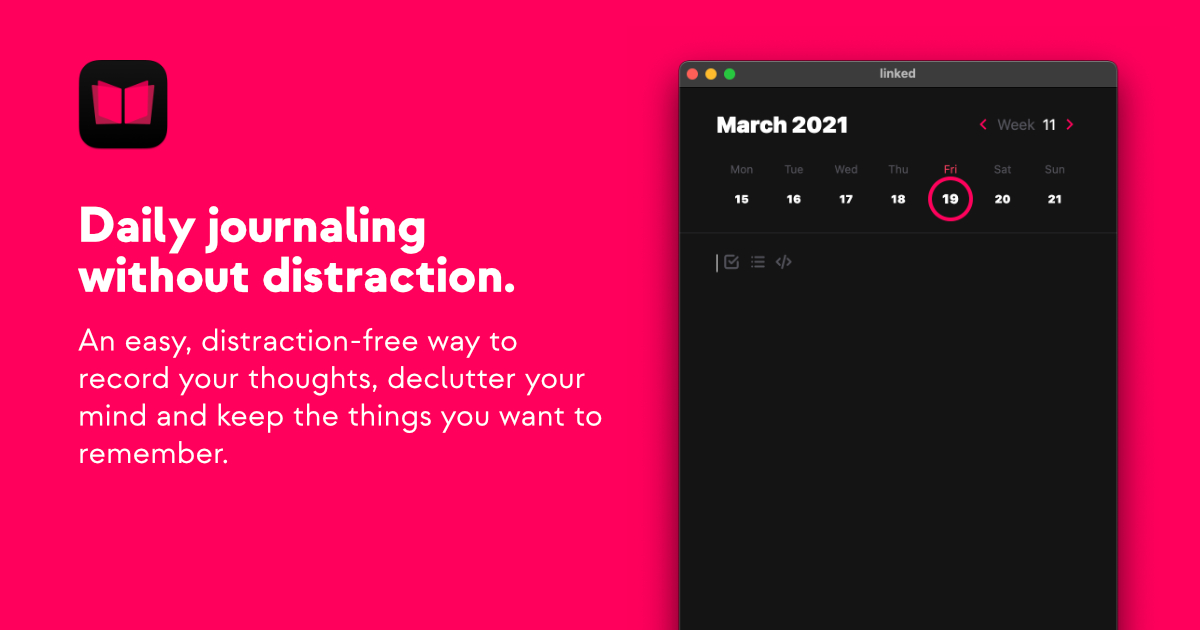 Daily journaling
without distraction.
An easy, distraction-free way to
record your thoughts, declutter your
mind and keep the things you want to
remember.
linked
March 2021
Week 11
Mon Tue Wed Thu Fri Sat Sun
15 16 17 18 19 20 21